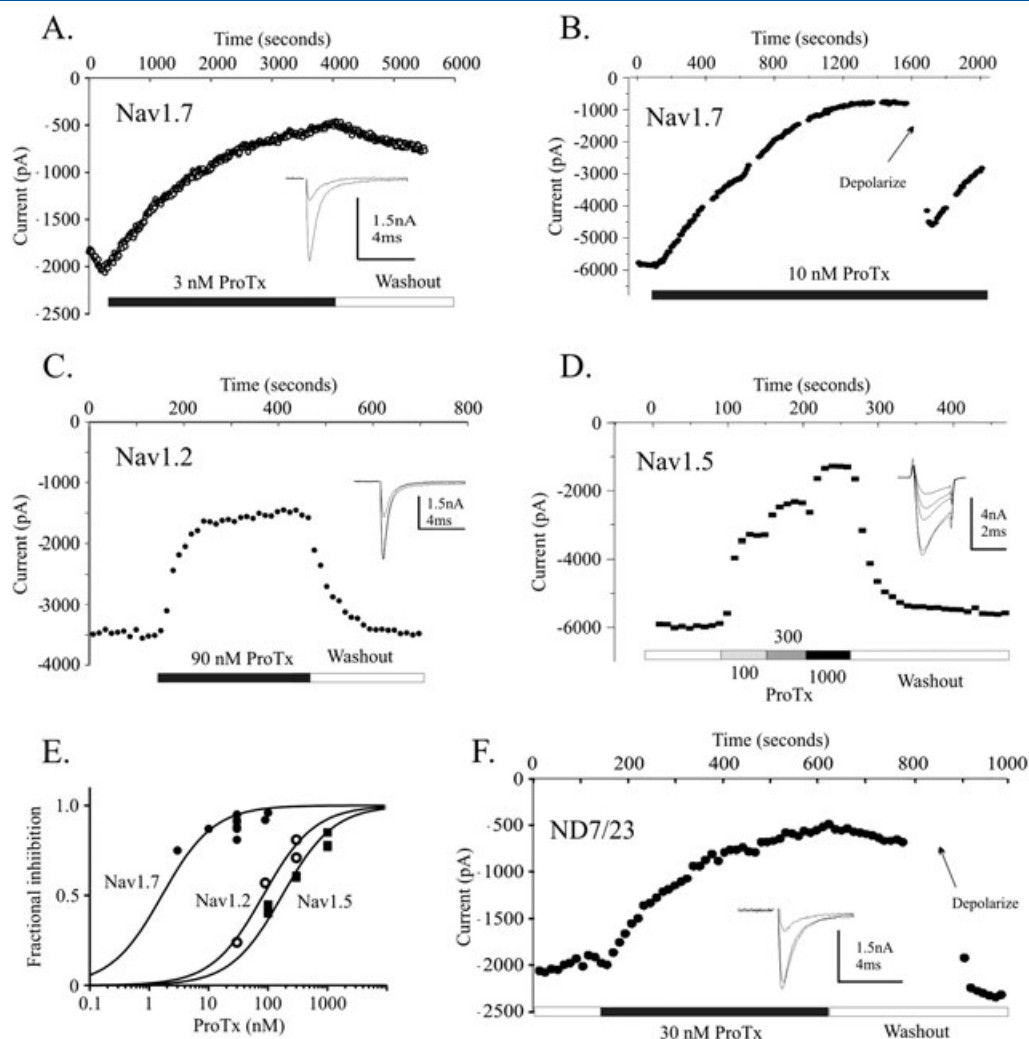 A.
Time (seconds)
0 1000 2000 3000 4000 5000 6000
0
-500
-1000
-1500
-2000
-2500
Current (pA)
Nav1.7
1.5nA
4ms
3 nM ProTx
Washout
B.
Time (seconds)
0 400 800 1200 1600 2000
0
-1000
-2000
-3000
-4000
-5000
-6000
Current (pA)
Nav1.7
Depolarize
10 nM ProTx
C.
Time (seconds)
0 200 400 600 800
0
-1000
-2000
-3000
-4000
Current (pA)
Nav1.2
1.5nA
4ms
90 nM ProTx
Washout
D.
Time (seconds)
0 100 200 300 400
0
-2000
-4000
-6000
Current (pA)
Nav1.5
4nA
2ms
300
100 1000
ProTx
Washout
E.
1.0
0.5
0
Fractional inhiibition
Nav1.7
Nav1.2
Nav1.5
0.1 1 10 100 1000
ProTx (nM)
F.
Time (seconds)
0 200 400 600 800 1000
0
-500
-1000
-1500
-2000
-2500
Current (pA)
ND7/23
Depolarize
1.5nA
4ms
30 nM ProTx
Washout